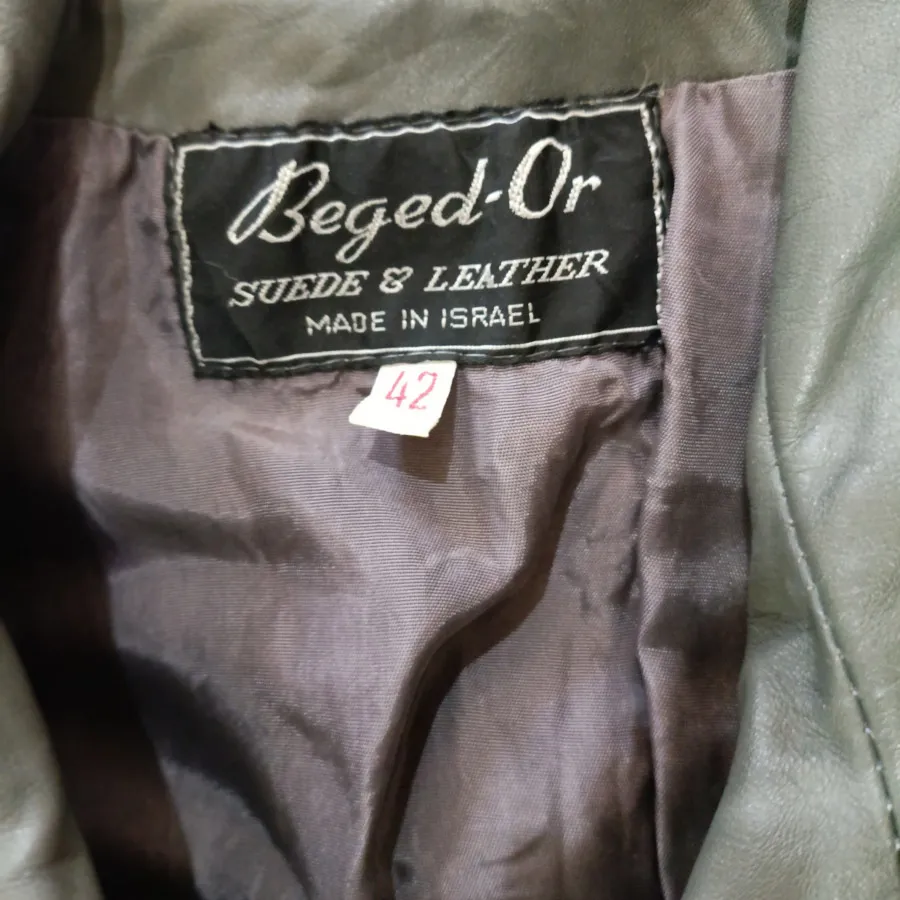 Beged-Or
SUEDE & LEATHER
MADE IN ISRAEL
42